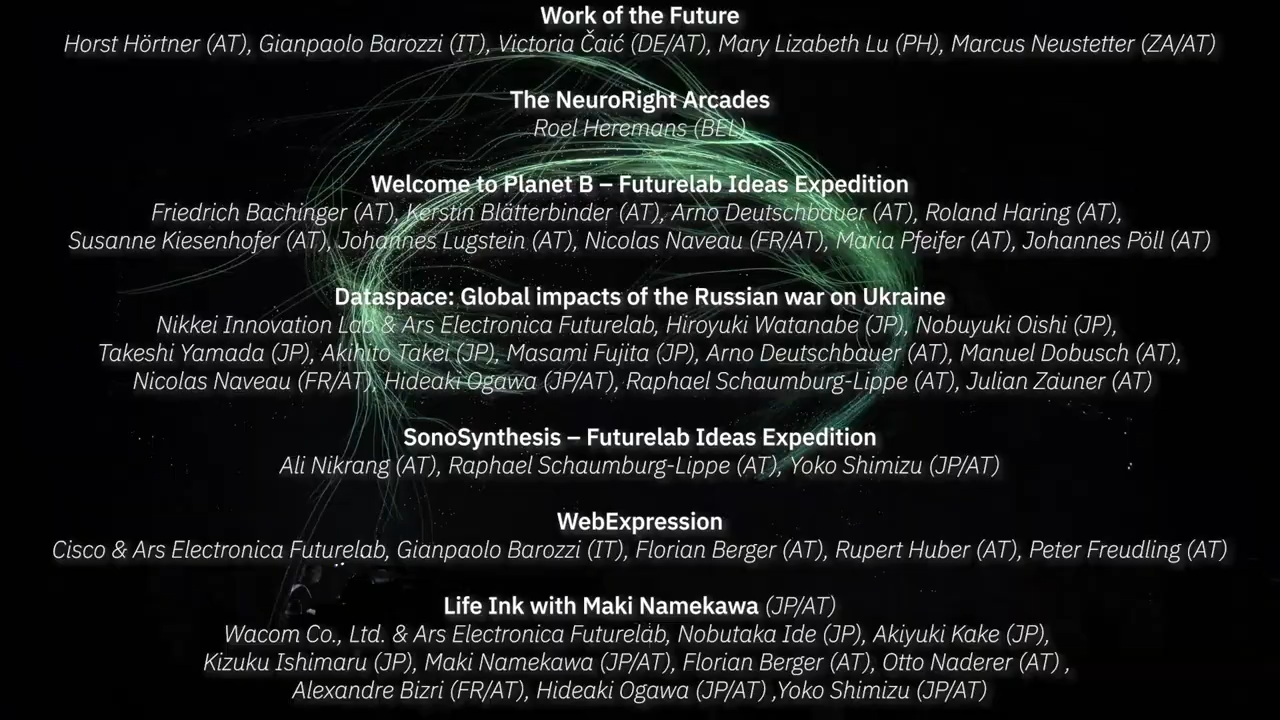 Work of the Future
Horst Hörtner (AT), Gianpaolo Barozzi (IT), Victoria Čaić (DE/AT), Mary Lizabeth Lu (PH), Marcus Neustetter (ZA/AT)
The NeuroRight Arcades
Roel Heremans (BEL)
Welcome to Planet B – Futurelab Ideas Expedition
Friedrich Bachinger (AT), Kerstin Blätterbinder (AT), Arno Deutschbauer (AT), Roland Haring (AT),
Susanne Kiesenhofer (AT), Johannes Lugstein (AT), Nicolas Naveau (FR/AT), Maria Pfeifer (AT), Johannes Pöll (AT)
Dataspace: Global impacts of the Russian war on Ukraine
Nikkei Innovation Lab & Ars Electronica Futurelab, Hiroyuki Watanabe (JP), Nobuyuki Oishi (JP),
Takeshi Yamada (JP), Akihito Takei (JP), Masami Fujita (JP), Arno Deutschbauer (AT), Manuel Dobusch (AT),
Nicolas Naveau (FR/AT), Hideaki Ogawa (JP/AT), Raphael Schaumburg-Lippe (AT), Julian Zauner (AT)
SonoSynthesis – Futurelab Ideas Expedition
Ali Nikrang (AT), Raphael Schaumburg-Lippe (AT), Yoko Shimizu (JP/AT)
WebExpression
Cisco & Ars Electronica Futurelab, Gianpaolo Barozzi (IT), Florian Berger (AT), Rupert Huber (AT), Peter Freudling (AT)
Life Ink with Maki Namekawa (JP/AT)
Wacom Co., Ltd. & Ars Electronica Futurelab, Nobutaka Ide (JP), Akiyuki Kake (JP),
Kizuku Ishimaru (JP), Maki Namekawa (JP/AT), Florian Berger (AT), Otto Naderer (AT) ,
Alexandre Bizri (FR/AT), Hideaki Ogawa (JP/AT) ,Yoko Shimizu (JP/AT)